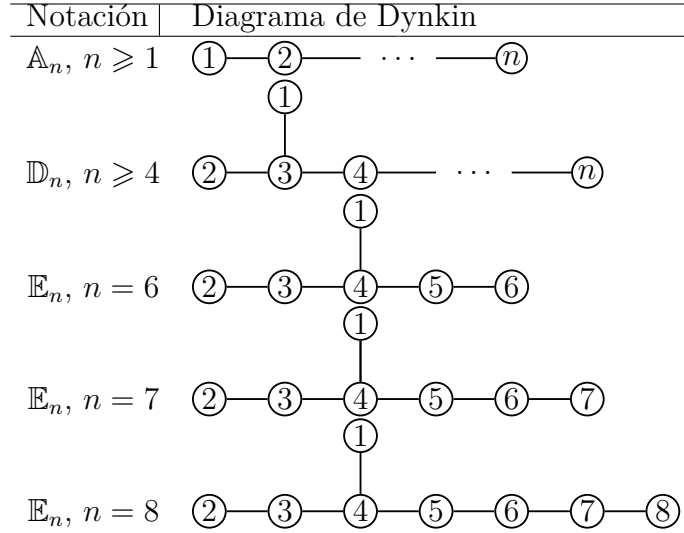 Notación Diagrama de Dynkin
𝔸ₙ, n ⩾ 1 1 2 ··· n
1
𝔻ₙ, n ⩾ 4 2 3 4 ··· n
1
𝔼ₙ, n = 6 2 3 4 5 6
1
𝔼ₙ, n = 7 2 3 4 5 6 7
1
𝔼ₙ, n = 8 2 3 4 5 6 7 8